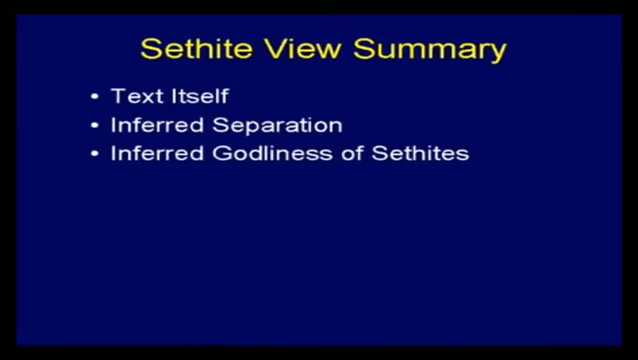 Sethite View Summary
• Text Itself
• Inferred Separation
• Inferred Godliness of Sethites